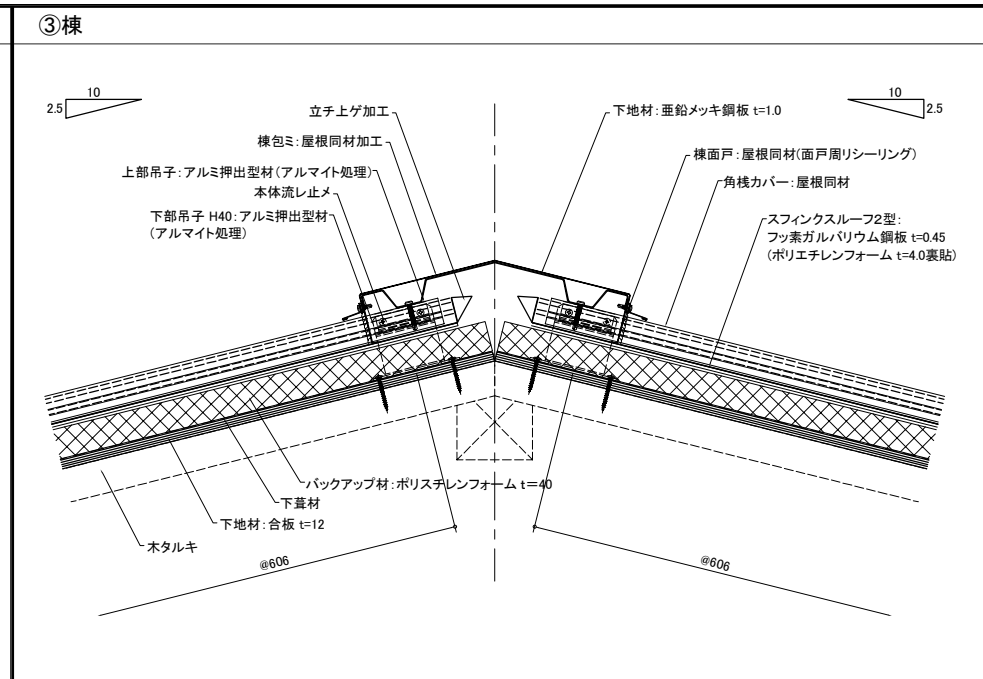 ③棟
10
2.5
立チ上ゲ加工
棟包ミ:屋根同材加工
上部吊子:アルミ押出型材(アルマイト処理)
本体流レ止メ
下部吊子 H40:アルミ押出型材
(アルマイト処理)
10
2.5
下地材:亜鉛メッキ鋼板 t=1.0
棟面戸:屋根同材(面戸周リシーリング)
角桟カバー:屋根同材
スフィンクスルーフ2型:
フッ素ガルバリウム鋼板 t=0.45
(ポリエチレンフォーム t=4.0裏貼)
バックアップ材:ポリスチレンフォーム t=40
下葺材
下地材:合板 t=12
木タルキ
@606
@606